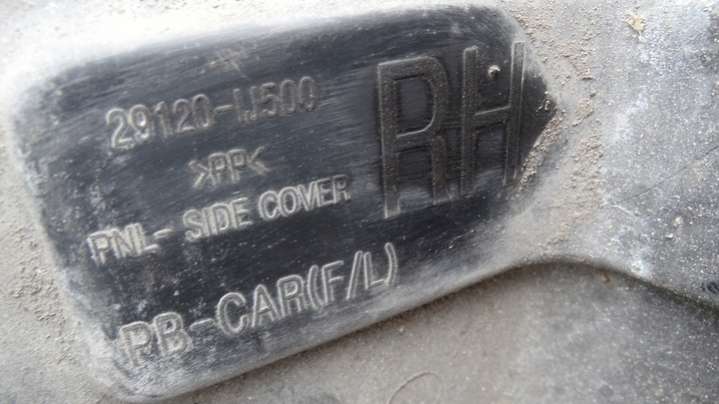 29120-1J500
RH
>PP<
PNL- SIDE COVER
PB-CAR(F/L)